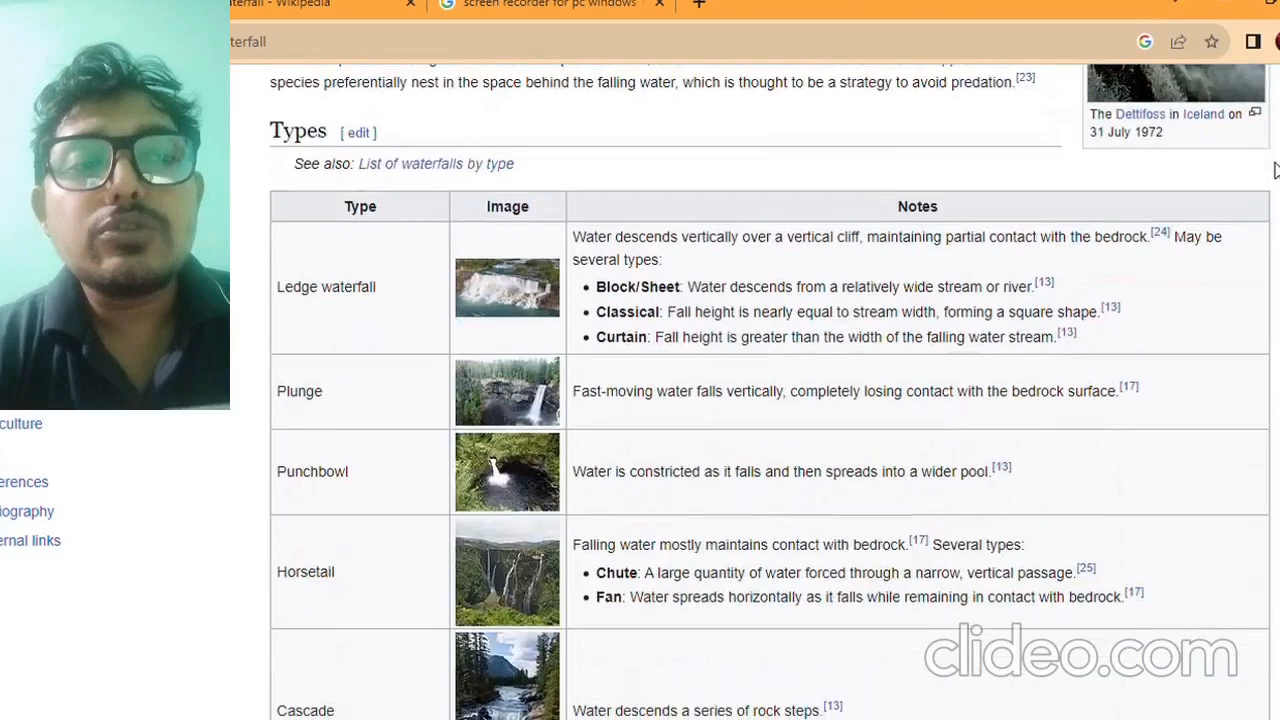 terfall - Wikipedia
screen recorder for pc windows
terfall
species preferentially nest in the space behind the falling water, which is thought to be a strategy to avoid predation.[23]
The Dettifoss in Iceland on
31 July 1972
Types [ edit ]
See also: List of waterfalls by type
Type Image Notes
Water descends vertically over a vertical cliff, maintaining partial contact with the bedrock.[24] May be
several types:
Ledge waterfall
• Block/Sheet: Water descends from a relatively wide stream or river.[13]
• Classical: Fall height is nearly equal to stream width, forming a square shape.[13]
• Curtain: Fall height is greater than the width of the falling water stream.[13]
Plunge Fast-moving water falls vertically, completely losing contact with the bedrock surface.[17]
culture
Punchbowl Water is constricted as it falls and then spreads into a wider pool.[13]
erences
iography
ernal links
Falling water mostly maintains contact with bedrock.[17] Several types:
Horsetail
• Chute: A large quantity of water forced through a narrow, vertical passage.[25]
• Fan: Water spreads horizontally as it falls while remaining in contact with bedrock.[17]
clideo.com
Cascade Water descends a series of rock steps.[13]